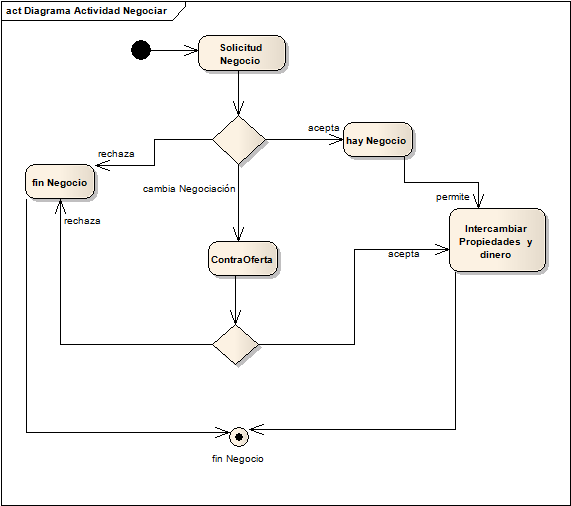 act Diagrama Actividad Negociar
Solicitud
Negocio
acepta
hay Negocio
rechaza
fin Negocio
cambia Negociación
permite
rechaza
Intercambiar
Propiedades y
dinero
ContraOferta
acepta
fin Negocio